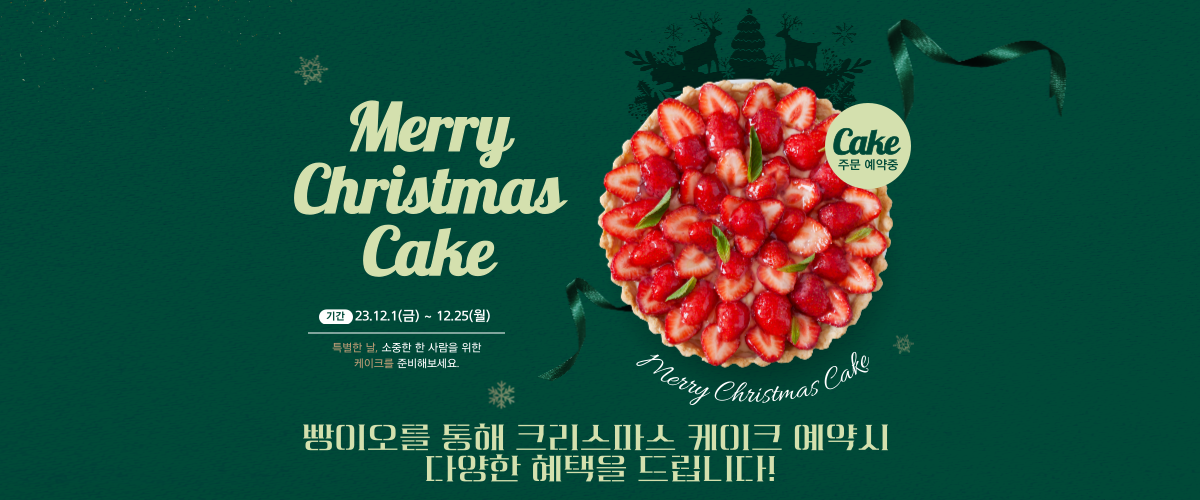 Merry
Christmas
Cake
기간 23.12.1(금) ~ 12.25(월)
특별한 날, 소중한 한 사람을 위한
케이크를 준비해보세요.
Cake
주문 예약중
Merry Christmas Cake
빵이오를 통해 크리스마스 케이크 예약시
다양한 혜택을 드립니다!